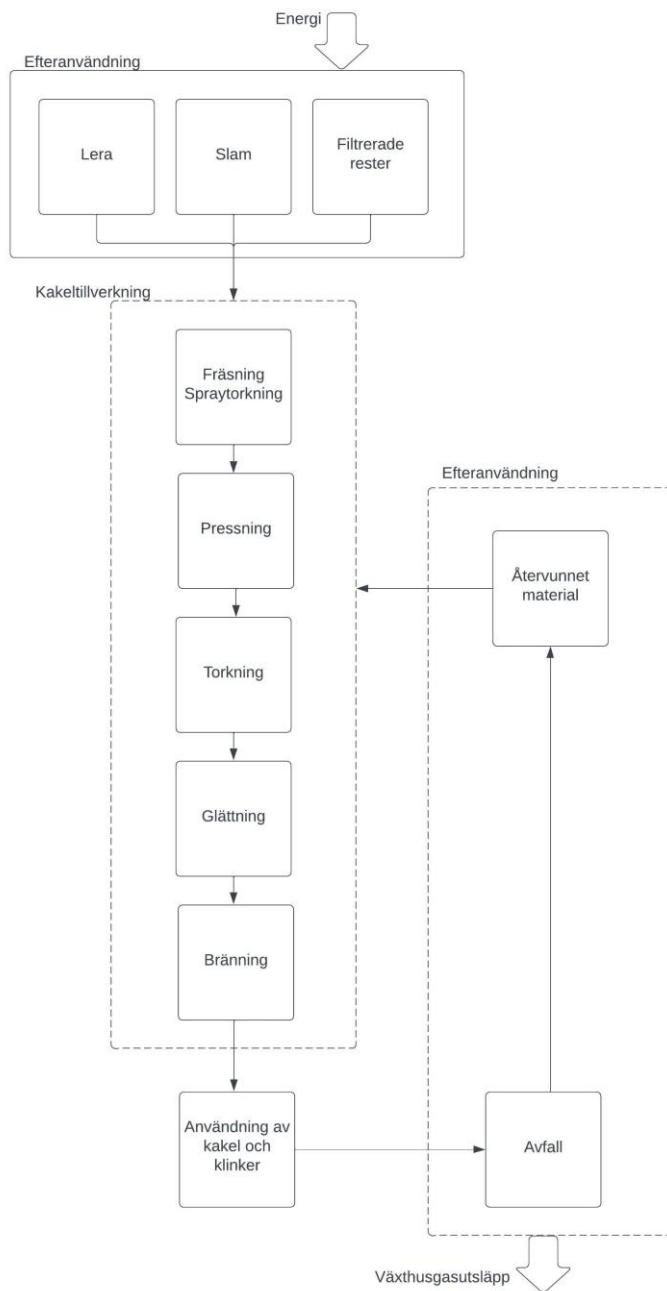 Energi
Efteranvändning
Lera
Slam
Filtrerade
rester
Kakeltillverkning
Fräsning
Spraytorkning
Pressning
Torkning
Glättning
Bränning
Användning av
kakel och
klinker
Efteranvändning
Återvunnet
material
Avfall
Växthusgasutsläpp